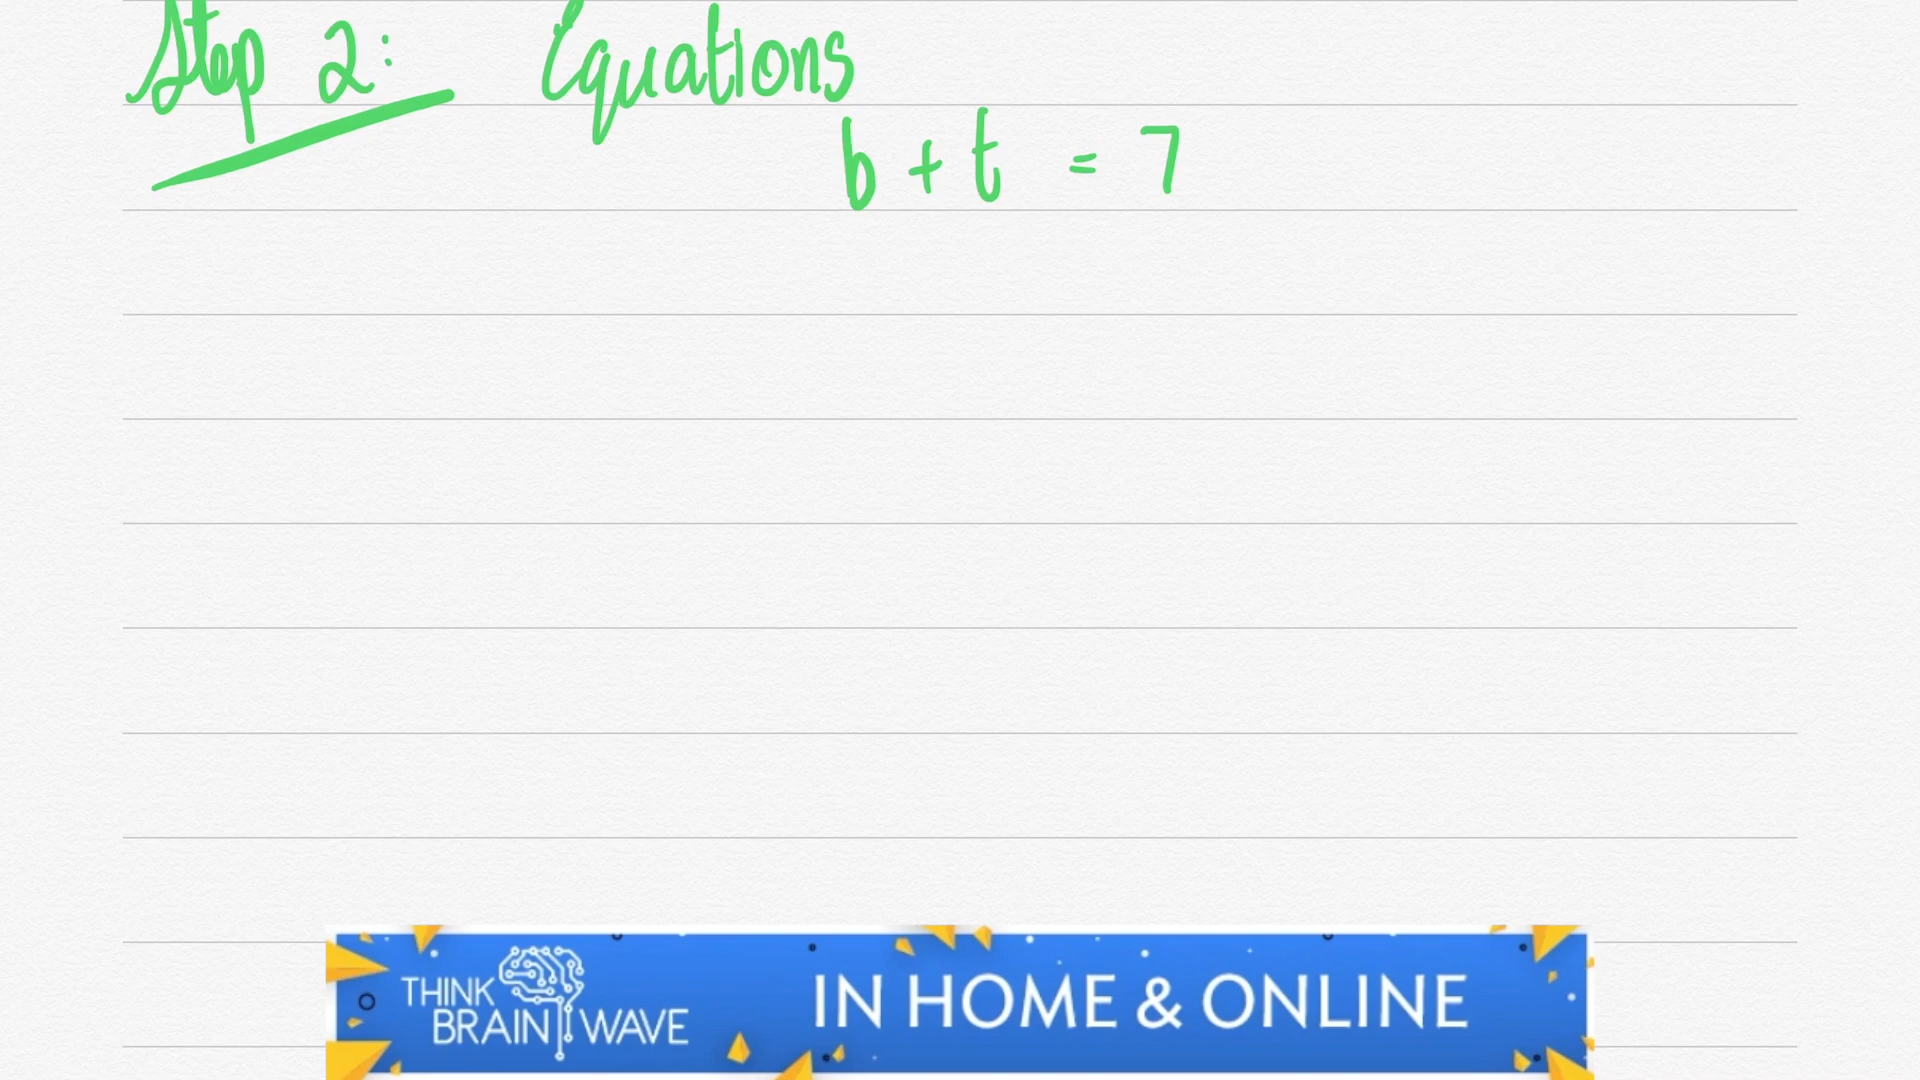 Step 2: Equations
b + t = 7
THINK BRAIN WAVE
IN HOME & ONLINE